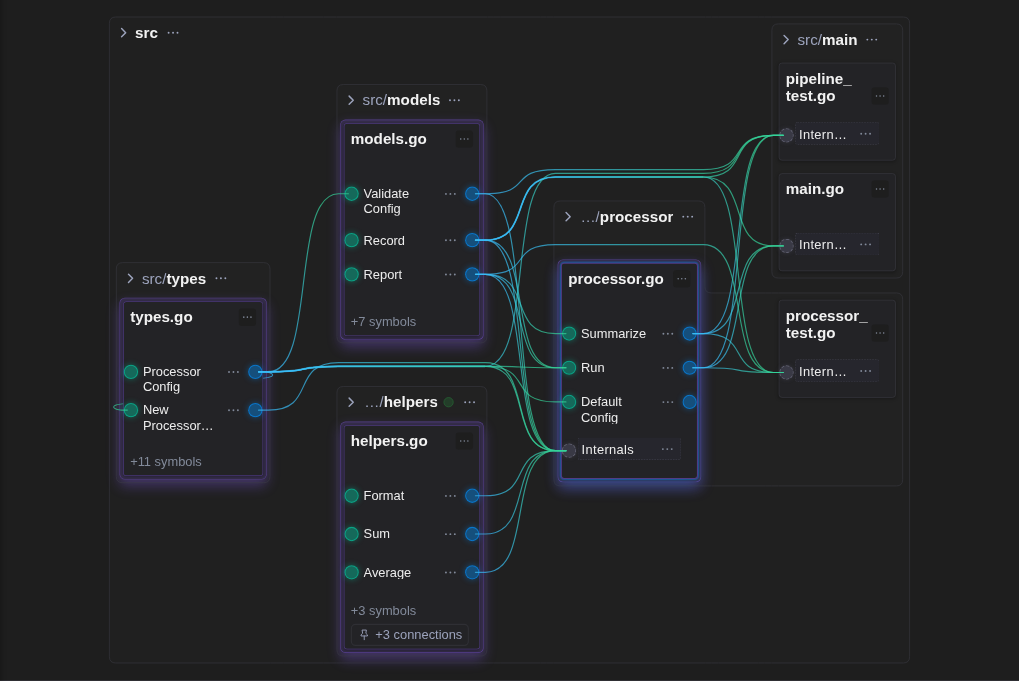 src ...
src/main ...
pipeline_
test.go ...
Intern... ...
main.go ...
Intern... ...
src/models ...
models.go ...
Validate ...
Config
Record ...
Report ...
+7 symbols
.../processor ...
processor.go ...
Summarize ...
Run ...
Default ...
Config
Internals ...
processor_
test.go ...
Intern... ...
src/types ...
types.go ...
Processor ...
Config
New ...
Processor...
+11 symbols
.../helpers ...
helpers.go ...
Format ...
Sum ...
Average ...
+3 symbols
+3 connections